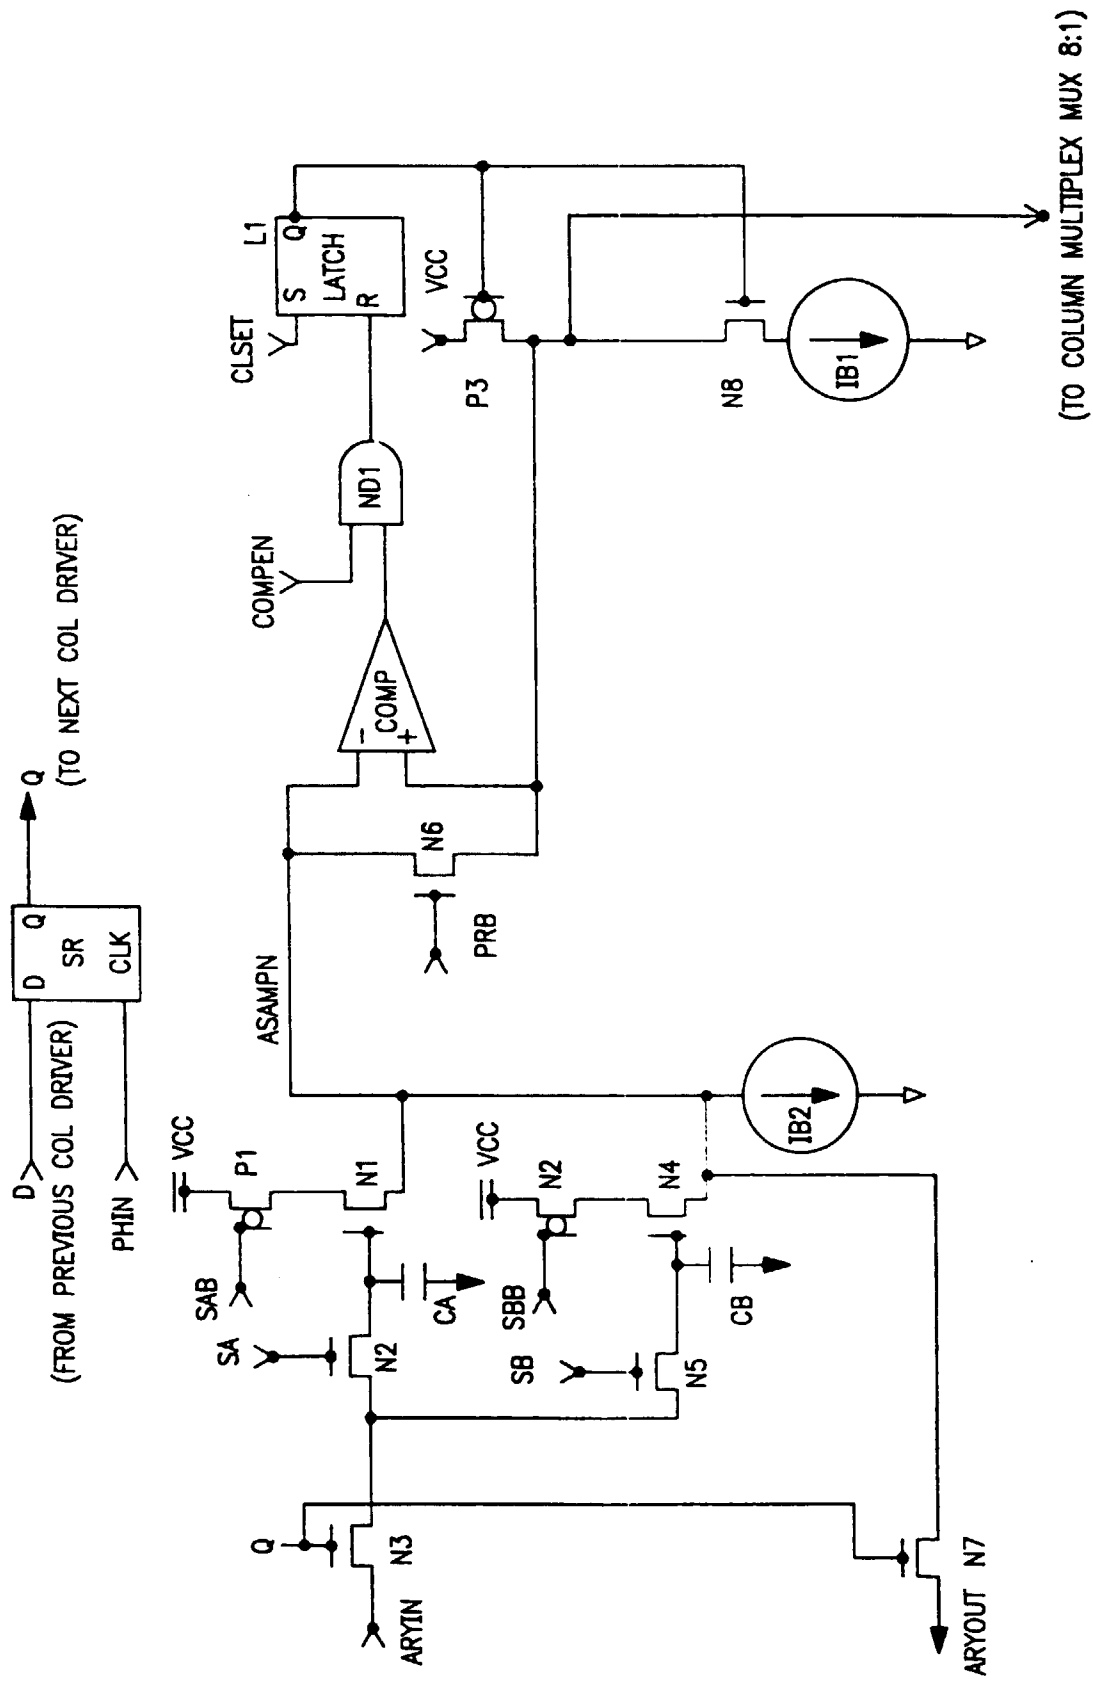 D
(FROM PREVIOUS COL DRIVER)
PHIN
D
Q
SR
CLK
Q
(TO NEXT COL DRIVER)
VCC
SAB
P1
SA
N1
N2
CA
VCC
SBB
N2
SB
N4
N5
CB
Q
N3
ARYIN
ARYOUT
N7
IB2
ASAMPN
PRB
N6
-
+
COMP
COMPEN
ND1
CLSET
L1
S
Q
LATCH
R
VCC
P3
N8
IB1
(TO COLUMN MULTIPLEX MUX 8:1)